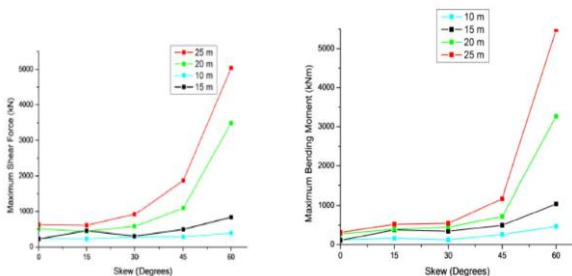 25 m
20 m
10 m
15 m
Maximum Shear Force (kN)
5000
4000
3000
2000
1000
0
0 15 30 45 60
Skew (Degrees)
10 m
15 m
20 m
25 m
Maximum Bending Moment (kNm)
5000
4000
3000
2000
1000
0
0 15 30 45 60
Skew (Degrees)